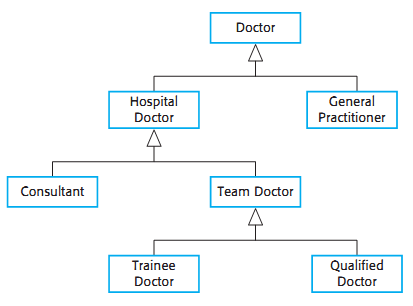 Doctor
Hospital
Doctor
General
Practitioner
Consultant
Team Doctor
Trainee
Doctor
Qualified
Doctor